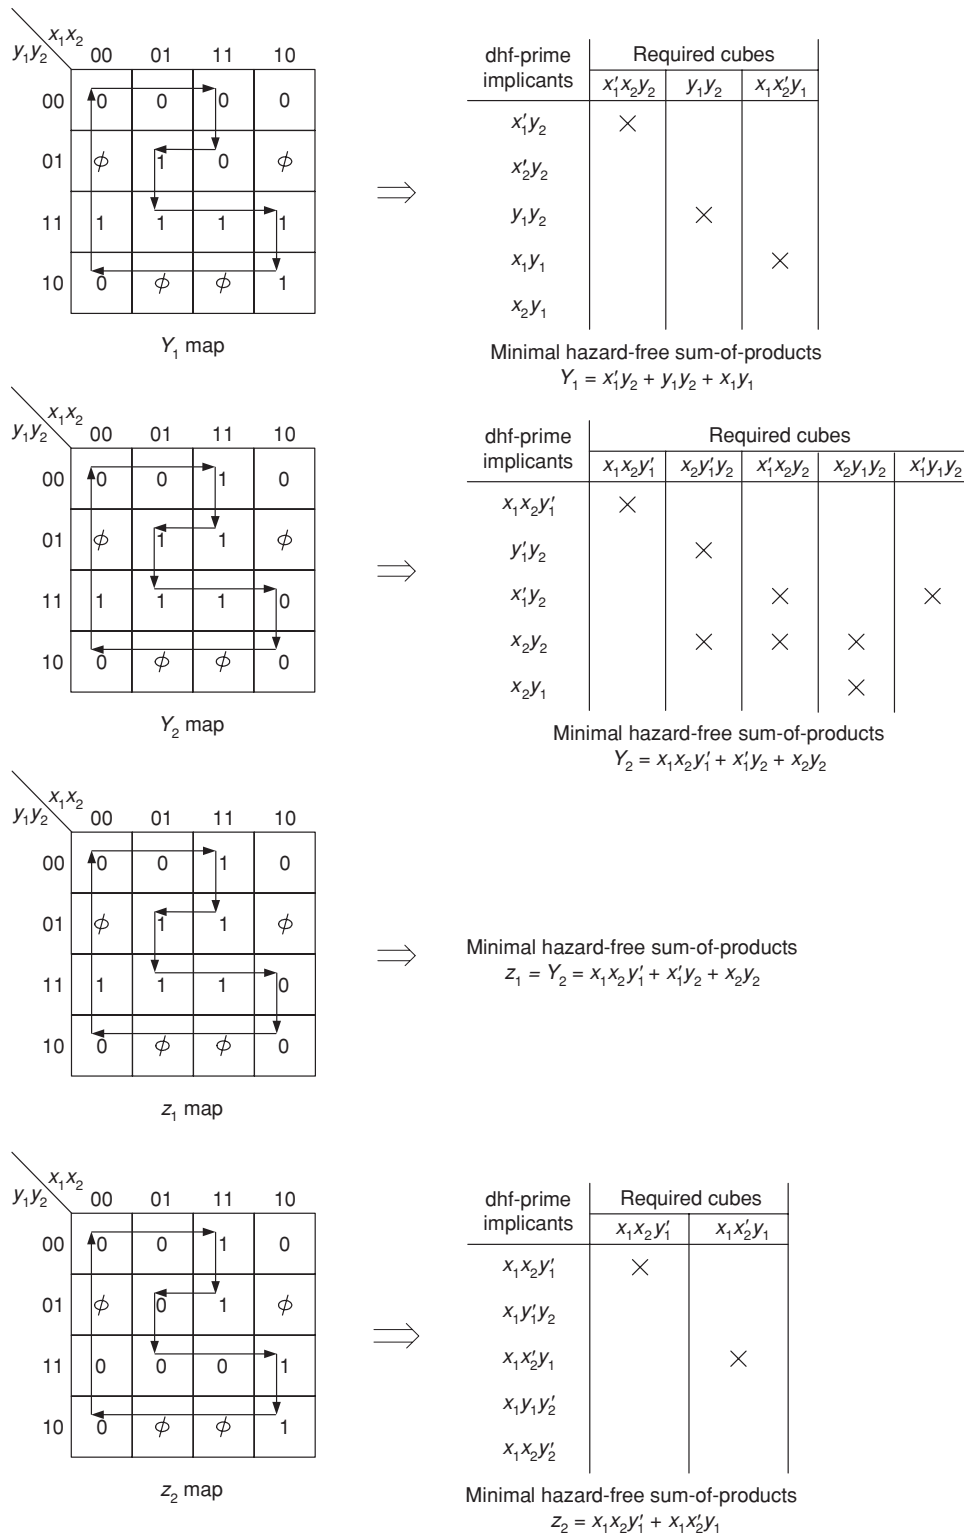 x₁x₂
y₁y₂ 00 01 11 10
00 0 0 0 0
01 ϕ 1 0 ϕ
11 1 1 1 1
10 0 ϕ ϕ 1
Y₁ map
⇒
dhf-prime implicants Required cubes
x₁′x₂y₂ y₁y₂ x₁x₂′y₁
x₁′y₂ ×
x₂′y₂
y₁y₂ ×
x₁y₁ ×
x₂y₁
Minimal hazard-free sum-of-products
Y₁ = x₁′y₂ + y₁y₂ + x₁y₁
x₁x₂
y₁y₂ 00 01 11 10
00 0 0 1 0
01 ϕ 1 1 ϕ
11 1 1 1 0
10 0 ϕ ϕ 0
Y₂ map
⇒
dhf-prime implicants Required cubes
x₁x₂y₁′ x₂y₁′y₂ x₁′x₂y₂ x₂y₁y₂ x₁′y₁y₂
x₁x₂y₁′ ×
y₁′y₂ ×
x₁′y₂ × ×
x₂y₂ × × ×
x₂y₁ ×
Minimal hazard-free sum-of-products
Y₂ = x₁x₂y₁′ + x₁′y₂ + x₂y₂
x₁x₂
y₁y₂ 00 01 11 10
00 0 0 1 0
01 ϕ 1 1 ϕ
11 1 1 1 0
10 0 ϕ ϕ 0
z₁ map
⇒
Minimal hazard-free sum-of-products
z₁ = Y₂ = x₁x₂y₁′ + x₁′y₂ + x₂y₂
x₁x₂
y₁y₂ 00 01 11 10
00 0 0 1 0
01 ϕ 0 1 ϕ
11 0 0 0 1
10 0 ϕ ϕ 1
z₂ map
⇒
dhf-prime implicants Required cubes
x₁x₂y₁′ x₁x₂′y₁
x₁x₂y₁′ ×
x₁y₁′y₂
x₁x₂′y₁ ×
x₁y₁y₂′
x₁x₂y₂′
Minimal hazard-free sum-of-products
z₂ = x₁x₂y₁′ + x₁x₂′y₁